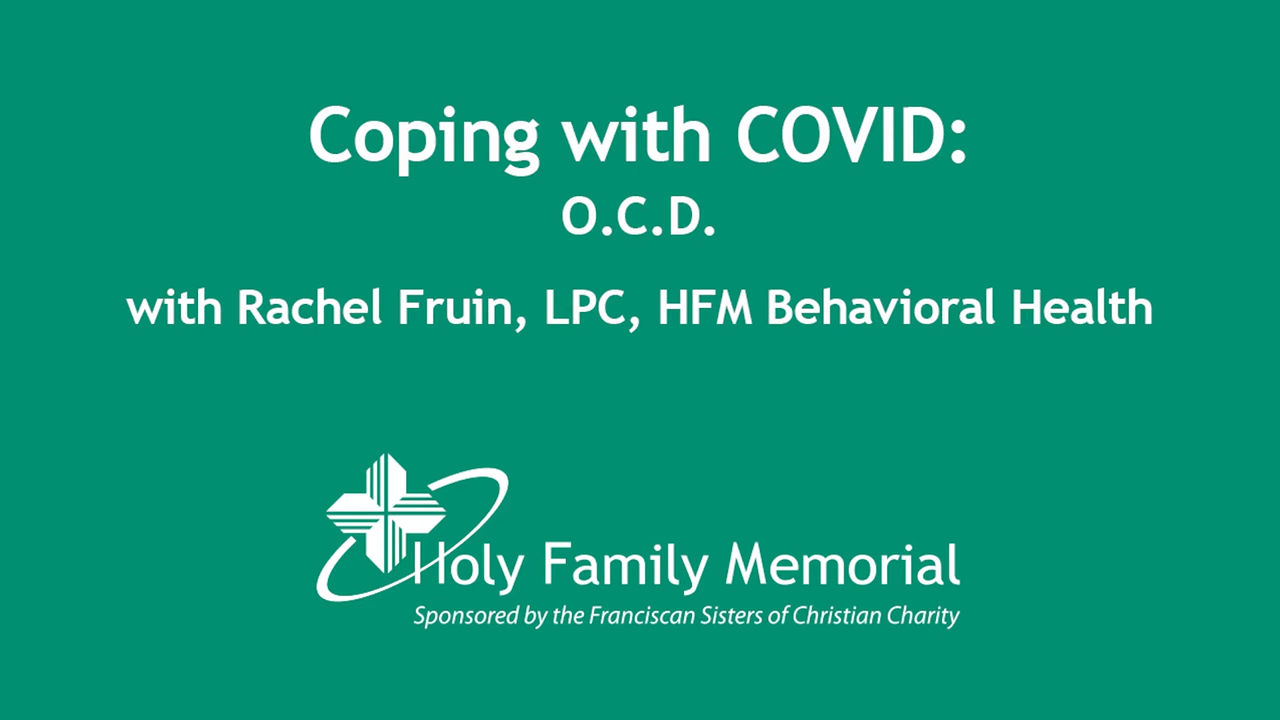 Coping with COVID:
O.C.D.
with Rachel Fruin, LPC, HFM Behavioral Health
Holy Family Memorial
Sponsored by the Franciscan Sisters of Christian Charity